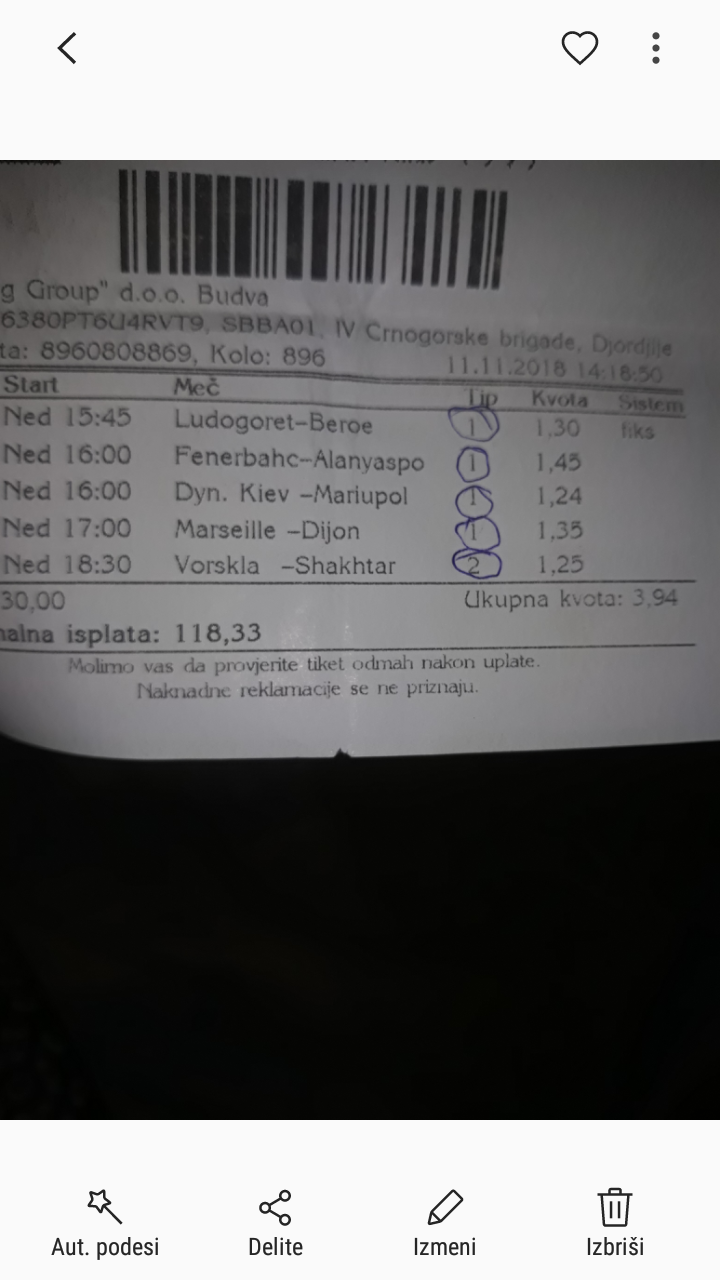 g Group" d.o.o. Budva
6380PT6U4RVT9, SBBA01, IV Crnogorske brigade, Djordjije
ta: 8960808869, Kolo: 896 11.11.2018 14:18:50
Start Meč Tip Kvota Sistem
Ned 15:45 Ludogoret-Beroe 1 1,30 fiks
Ned 16:00 Fenerbahc-Alanyaspo 1 1,45
Ned 16:00 Dyn. Kiev -Mariupol 1 1,24
Ned 17:00 Marseille -Dijon 1 1,35
Ned 18:30 Vorskla -Shakhtar 2 1,25
30,00 Ukupna kvota: 3,94
nalna isplata: 118,33
Molimo vas da provjerite tiket odmah nakon uplate.
Naknadne reklamacije se ne priznaju.
Aut. podesi Delite Izmeni Izbriši